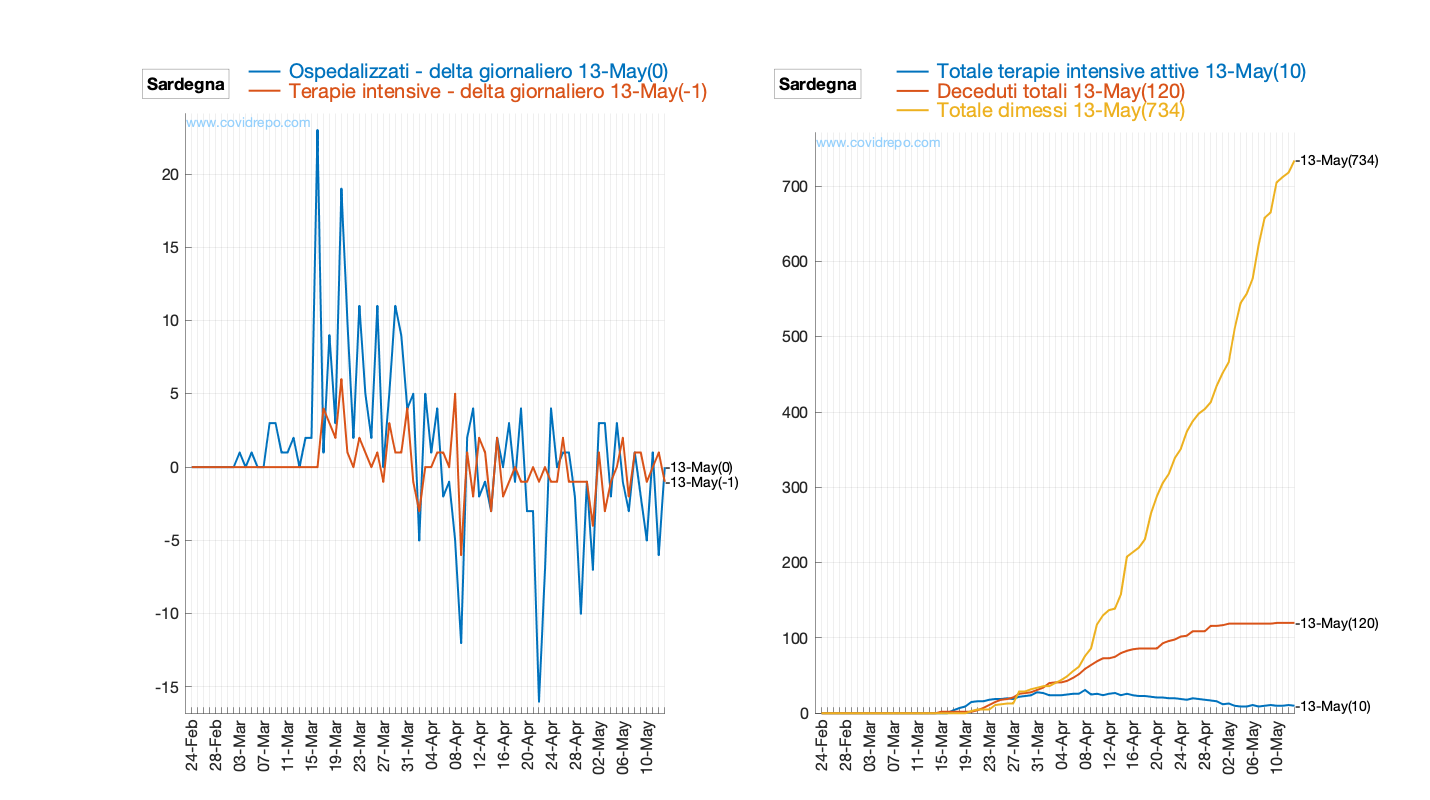 Sardegna
Ospedalizzati - delta giornaliero 13-May(0)
Terapie intensive - delta giornaliero 13-May(-1)
www.covidrepo.com
20
15
10
5
0
-5
-10
-15
-13-May(0)
-13-May(-1)
24-Feb
28-Feb
03-Mar
07-Mar
11-Mar
15-Mar
19-Mar
23-Mar
27-Mar
31-Mar
04-Apr
08-Apr
12-Apr
16-Apr
20-Apr
24-Apr
28-Apr
02-May
06-May
10-May
Sardegna
Totale terapie intensive attive 13-May(10)
Deceduti totali 13-May(120)
Totale dimessi 13-May(734)
www.covidrepo.com
700
600
500
400
300
200
100
0
-13-May(734)
-13-May(120)
-13-May(10)
24-Feb
28-Feb
03-Mar
07-Mar
11-Mar
15-Mar
19-Mar
23-Mar
27-Mar
31-Mar
04-Apr
08-Apr
12-Apr
16-Apr
20-Apr
24-Apr
28-Apr
02-May
06-May
10-May